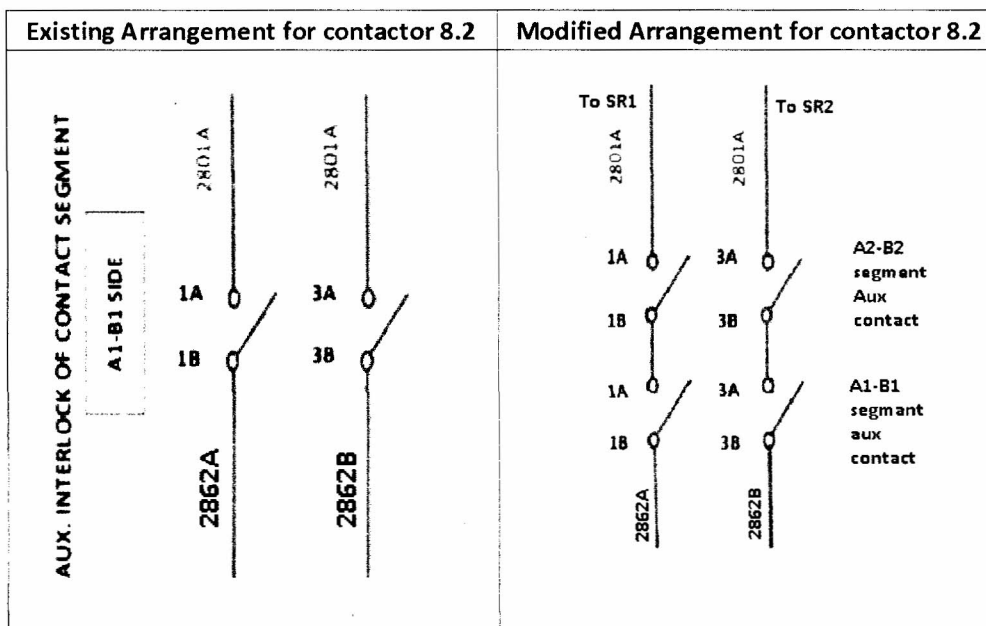 Existing Arrangement for contactor 8.2
Modified Arrangement for contactor 8.2
AUX. INTERLOCK OF CONTACT SEGMENT
A1-B1 SIDE
2801A
2801A
1A
3A
1B
3B
2862A
2862B
To SR1
To SR2
2801A
2801A
1A
3A
A2-B2
segment
Aux
contact
1B
3B
1A
3A
A1-B1
segmant
aux
contact
1B
3B
2862A
2862B